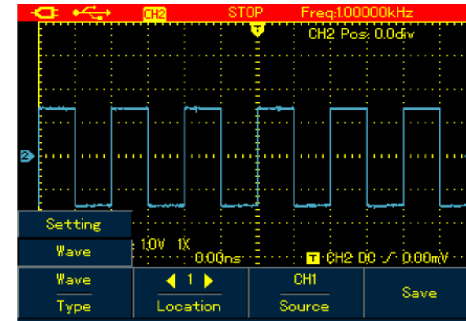 CH2 STOP Freq:1.00000kHz
T
CH2 Pos: 0.0div
2
Setting
Wave
1.0V 1X
0.00ns T CH2 DC 0.00mV
Wave 1 CH1 Save
Type Location Source